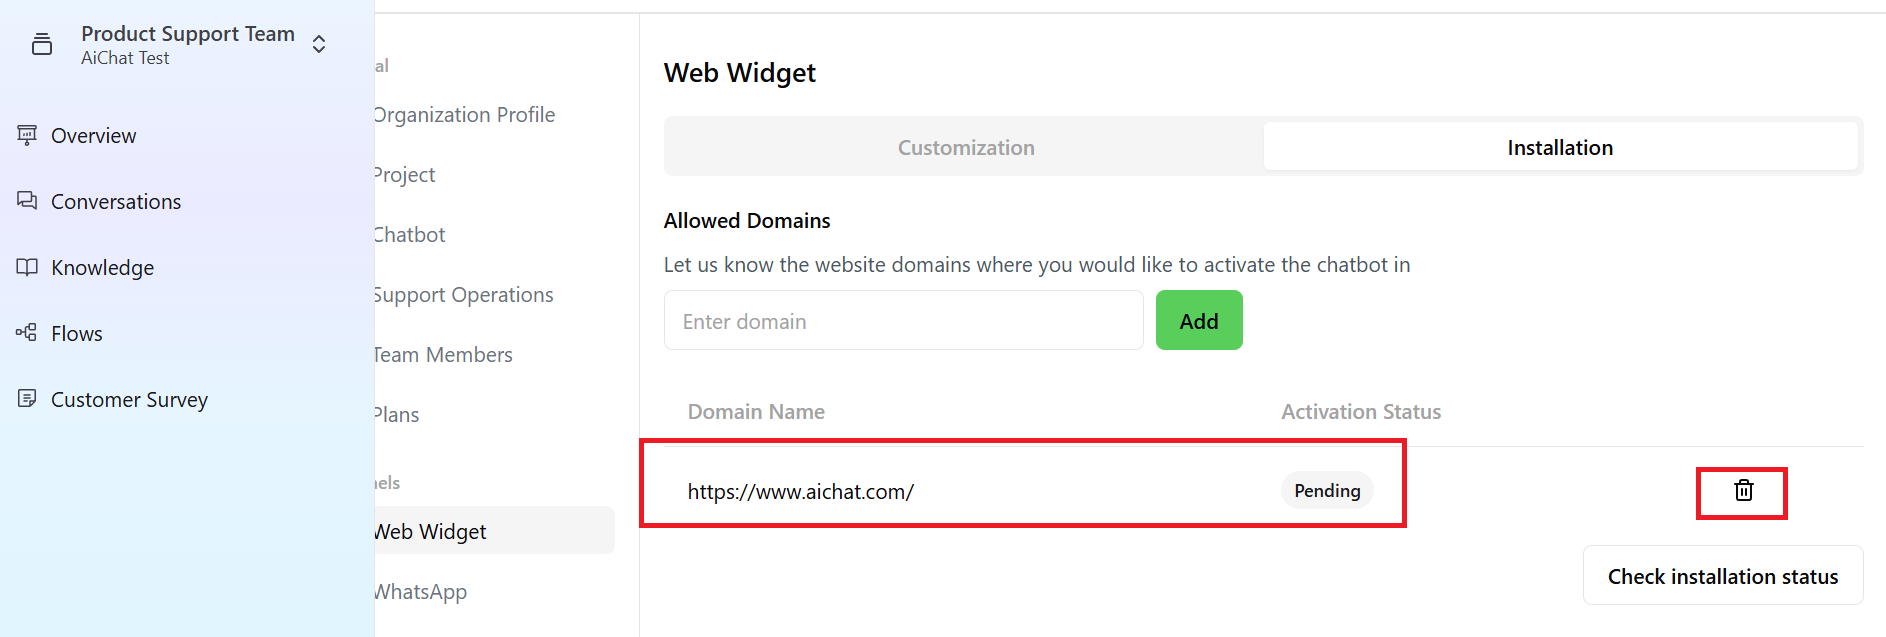 Product Support Team
AiChat Test
Overview
Conversations
Knowledge
Flows
Customer Survey
al
Organization Profile
Project
Chatbot
Support Operations
Team Members
Plans
nels
Web Widget
WhatsApp
Web Widget
Customization
Installation
Allowed Domains
Let us know the website domains where you would like to activate the chatbot in
Enter domain
Add
Domain Name
Activation Status
https://www.aichat.com/
Pending
Check installation status